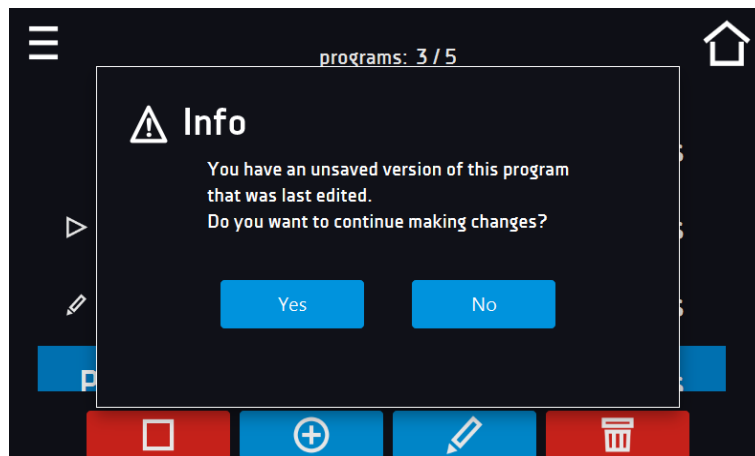 programs: 3 / 5
Info
You have an unsaved version of this program
that was last edited.
Do you want to continue making changes?
Yes
No